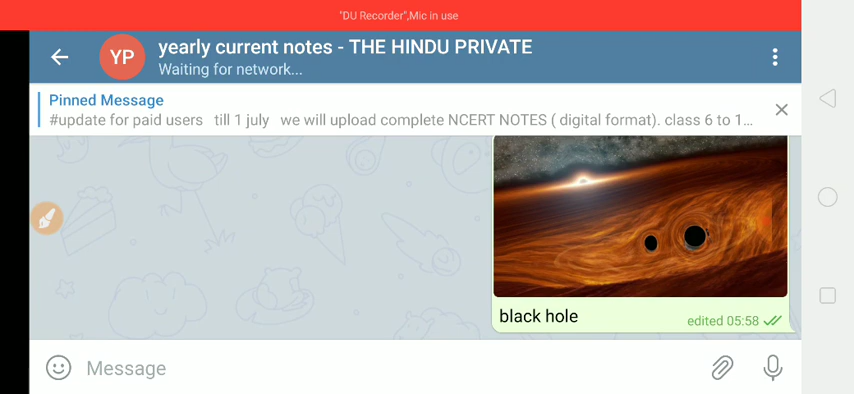 "DU Recorder",Mic in use
YP
yearly current notes - THE HINDU PRIVATE
Waiting for network...
Pinned Message
#update for paid users   till 1 july   we will upload complete NCERT NOTES ( digital format). class 6 to 1...
black hole
edited 05:58
Message